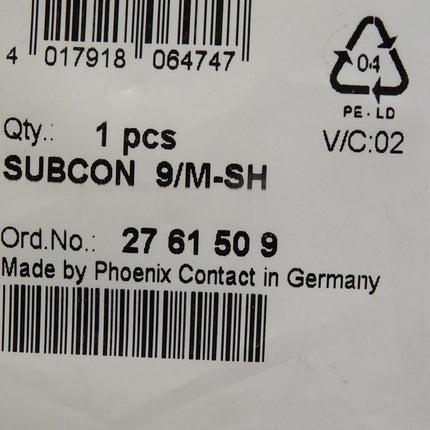 4 017918 064747
04
PE-LD
Qty.: 1 pcs
V/C:02
SUBCON 9/M-SH
Ord.No.: 27 61 50 9
Made by Phoenix Contact in Germany